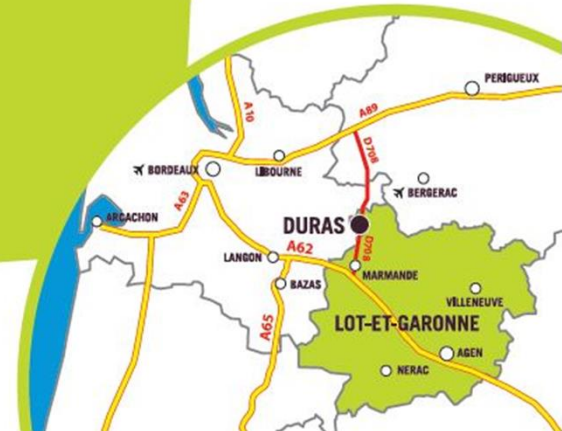 PERIGUEUX
A10
A89
D708
BORDEAUX
LIBOURNE
BERGERAC
A63
ARCACHON
DURAS
D708
LANGON
A62
MARMANDE
BAZAS
VILLENEUVE
A65
LOT-ET-GARONNE
AGEN
NERAC